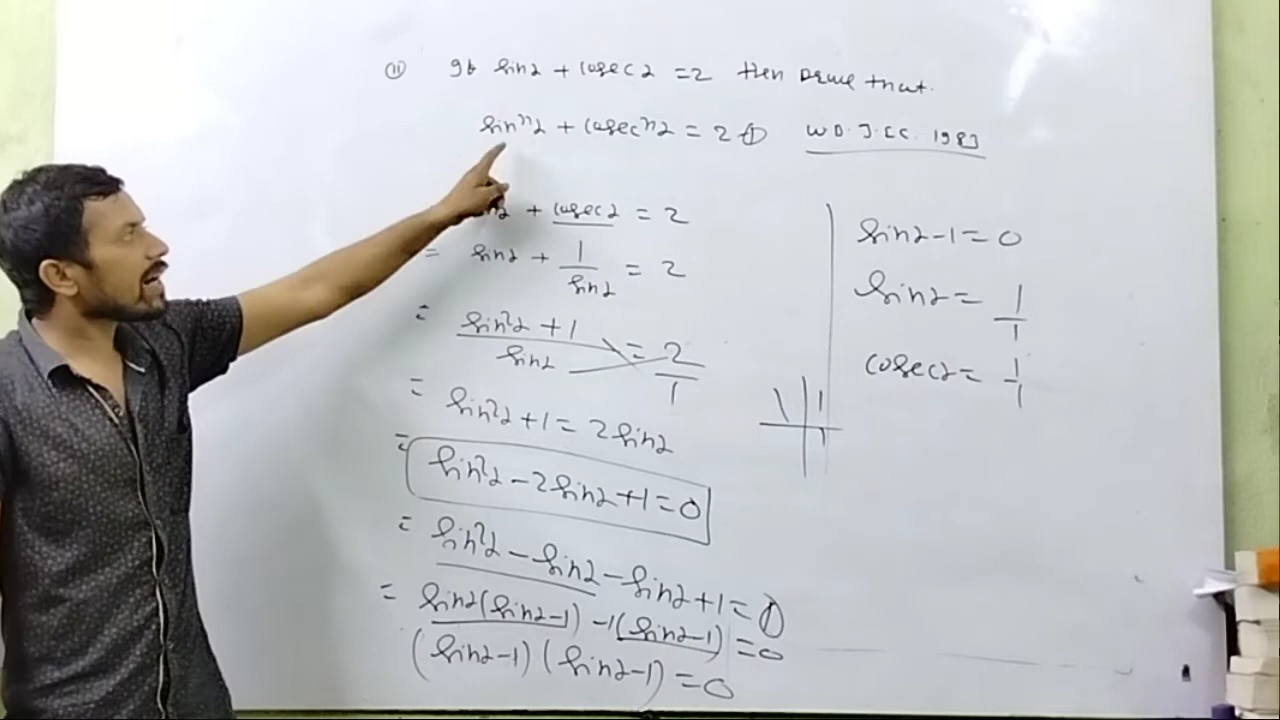 (11) If sinα + cosecα = 2 then prove that.
sinⁿα + cosecⁿα = 2 ① W.B.J.E.E. 1983
+ cosecα = 2
= sinα + 1/sinα = 2
= sin²α + 1/sinα = 2/1
= sin²α + 1 = 2sinα
= sin²α - 2sinα + 1 = 0
= sin²α - sinα - sinα + 1 = 0
= sinα(sinα-1) -1(sinα-1) = 0
(sinα-1) (sinα-1) = 0
sinα - 1 = 0
sinα = 1/1
cosecα = 1/1